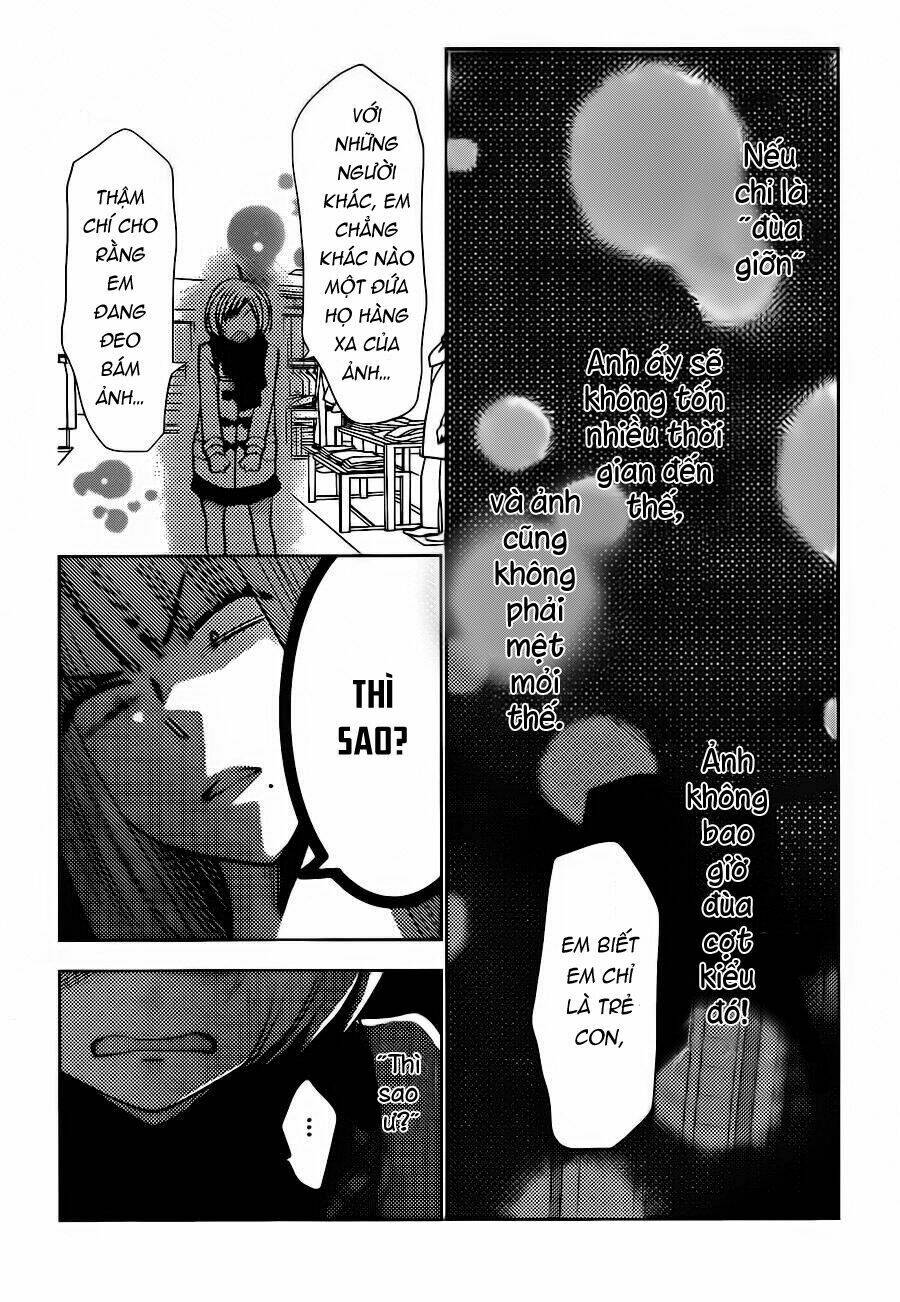 Nếu
chỉ là
"đùa
giỡn"
Anh ấy sẽ
không tốn
nhiều thời
gian đến
thế,
và ảnh
cũng
không
phải
mệt
mỏi
thế.
Ảnh
không
bao
giờ
đùa
cợt
kiểu
đó!
EM BIẾT
EM CHỈ
LÀ TRẺ
CON,
VỚI
NHỮNG
NGƯỜI
KHÁC, EM
CHẲNG
KHÁC NÀO
MỘT ĐỨA
HỌ HÀNG
XA CỦA
ẢNH...
THẬM
CHÍ CHO
RẰNG
EM
ĐANG
ĐEO
BÁM
ẢNH...
THÌ
SAO?
"Thì
sao
ư?"
...